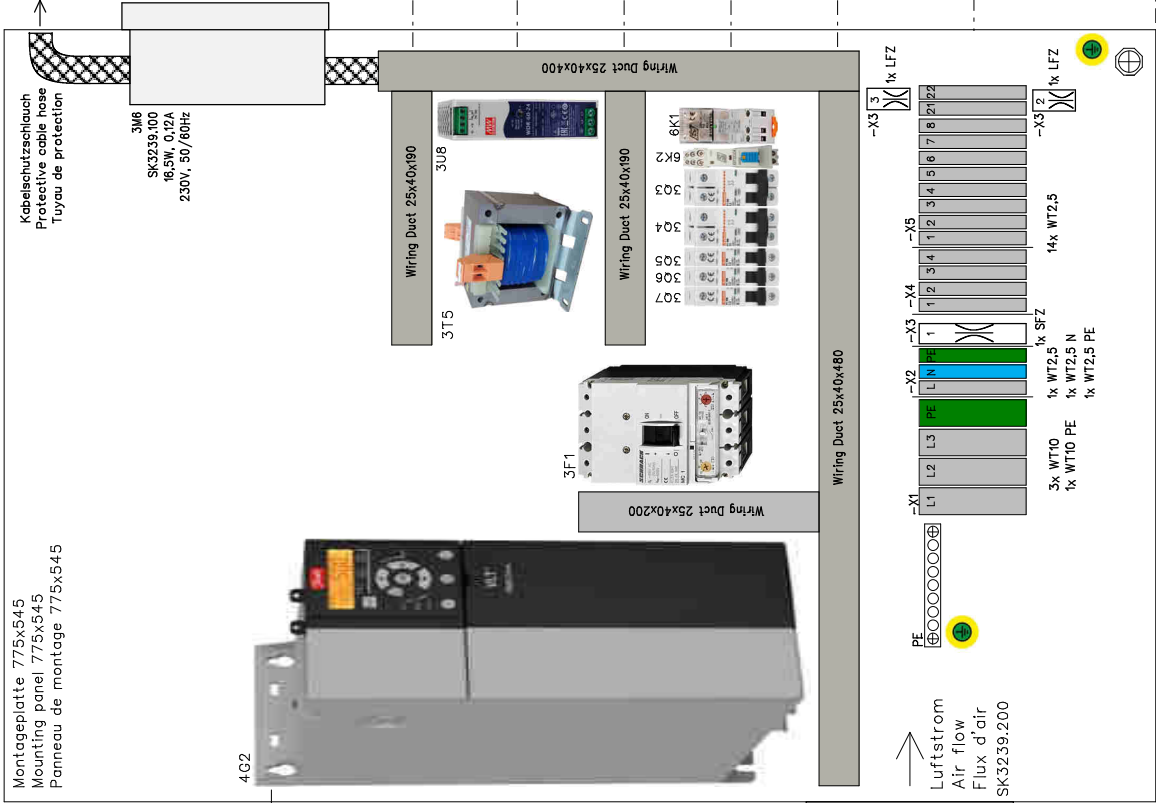 Montageplatte 775x545
Mounting panel 775x545
Panneau de montage 775x545
Kabelschutzschlauch
Protective cable hose
Tuyau de protection
3M6
SK3239.100
16,5W, 0,12A
230V, 50/60Hz
Wiring Duct 25x40x400
Wiring Duct 25x40x190
3U8
3T5
Wiring Duct 25x40x190
6K1
6K2
3Q3
3Q4
3Q5
3Q6
3Q7
3F1
Wiring Duct 25x40x200
Wiring Duct 25x40x480
4G2
-X3
3
1x LFZ
-X3
2
1x LFZ
22
21
8
7
6
5
4
3
2
1
-X5
14x WT2,5
4
3
2
1
-X4
-X3
1
1x SFZ
-X2
PE
N
L
1x WT2,5
1x WT2,5 N
1x WT2,5 PE
-X1
PE
L3
L2
L1
3x WT10
1x WT10 PE
PE
Luftstrom
Air flow
Flux d'air
SK3239.200